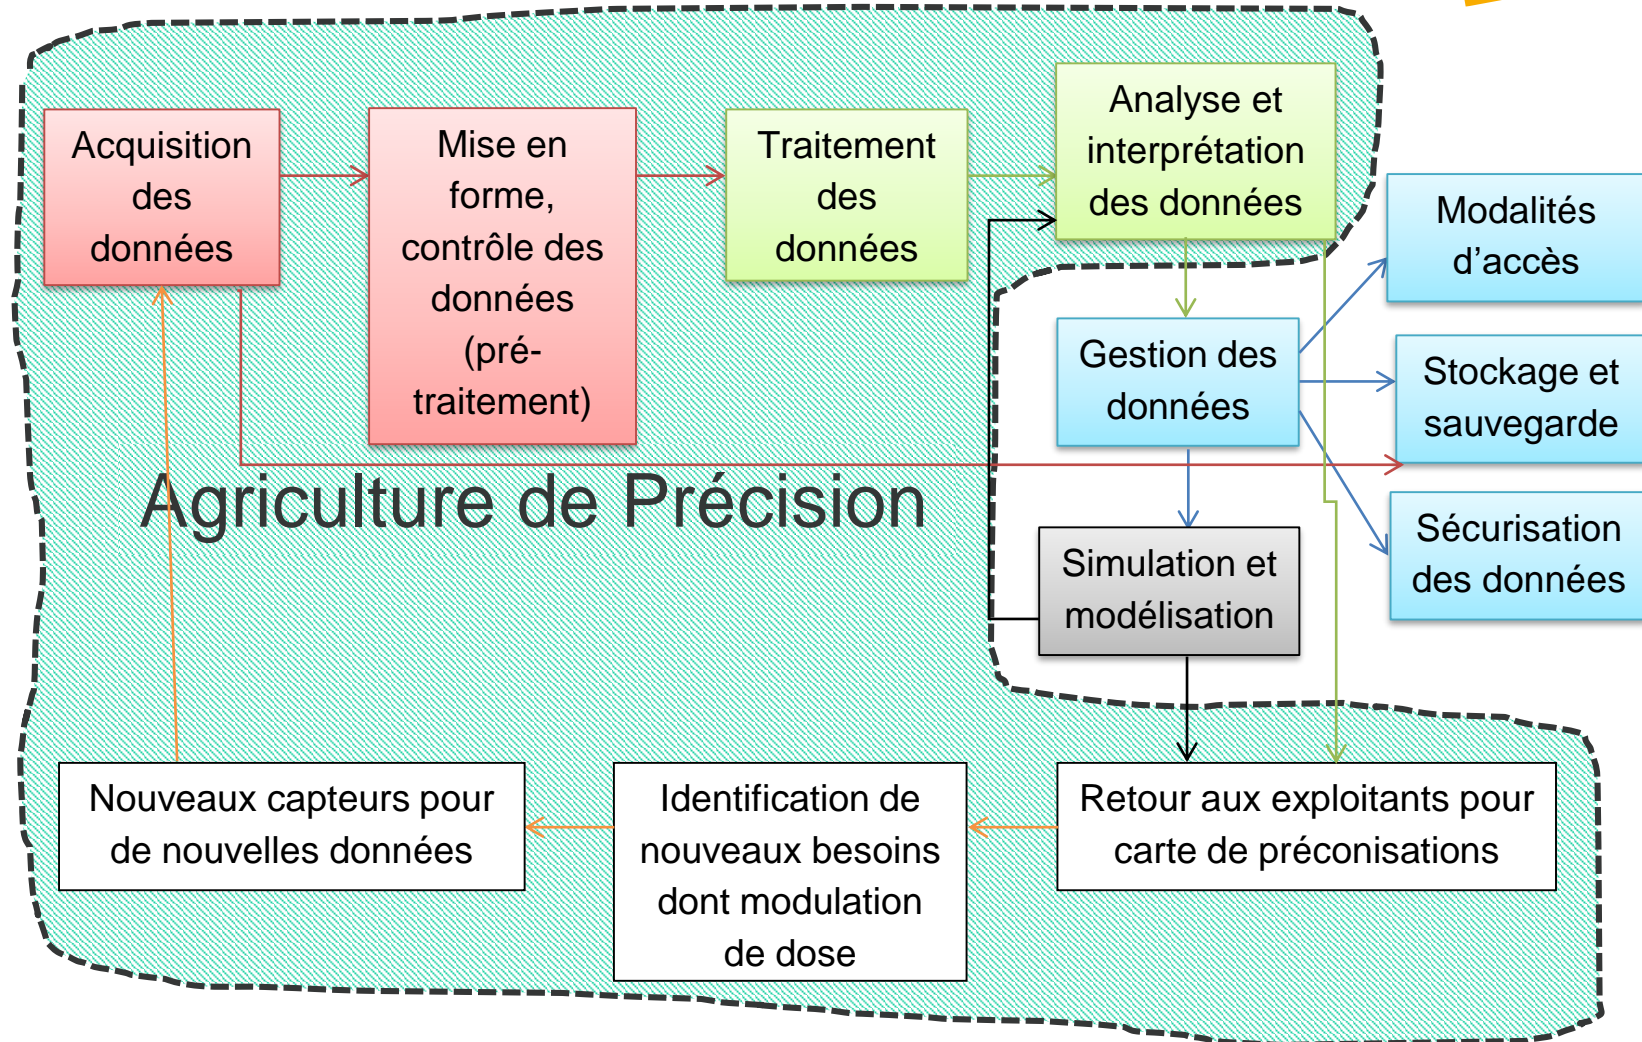 Acquisition
des
données
Mise en
forme,
contrôle des
données
(pré-
traitement)
Traitement
des
données
Analyse et
interprétation
des données
Modalités
d’accès
Gestion des
données
Stockage et
sauvegarde
Agriculture de Précision
Sécurisation
des données
Simulation et
modélisation
Nouveaux capteurs pour
de nouvelles données
Identification de
nouveaux besoins
dont modulation
de dose
Retour aux exploitants pour
carte de préconisations